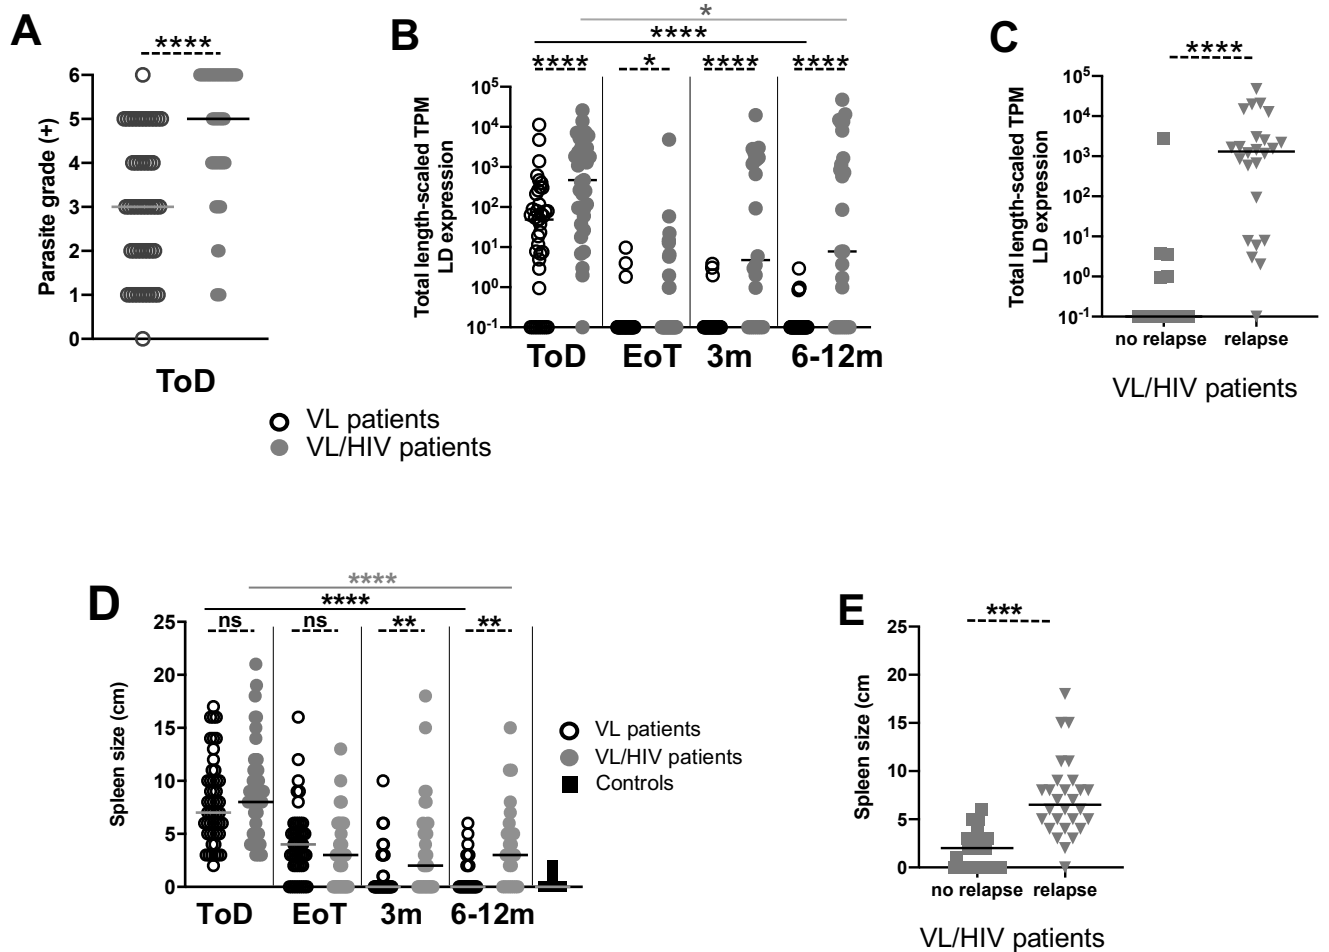 A
****
Parasite grade (+)
6
5
4
3
2
1
0
ToD
B
*
****
**** * **** ****
Total length-scaled TPM
LD expression
10^5
10^4
10^3
10^2
10^1
10^0
10^-1
ToD EoT 3m 6-12m
C
****
Total length-scaled TPM
LD expression
10^5
10^4
10^3
10^2
10^1
10^0
10^-1
no relapse relapse
VL/HIV patients
VL patients
VL/HIV patients
D
****
****
ns ns ** **
Spleen size (cm)
25
20
15
10
5
0
ToD EoT 3m 6-12m
VL patients
VL/HIV patients
Controls
E
***
Spleen size (cm
25
20
15
10
5
0
no relapse relapse
VL/HIV patients